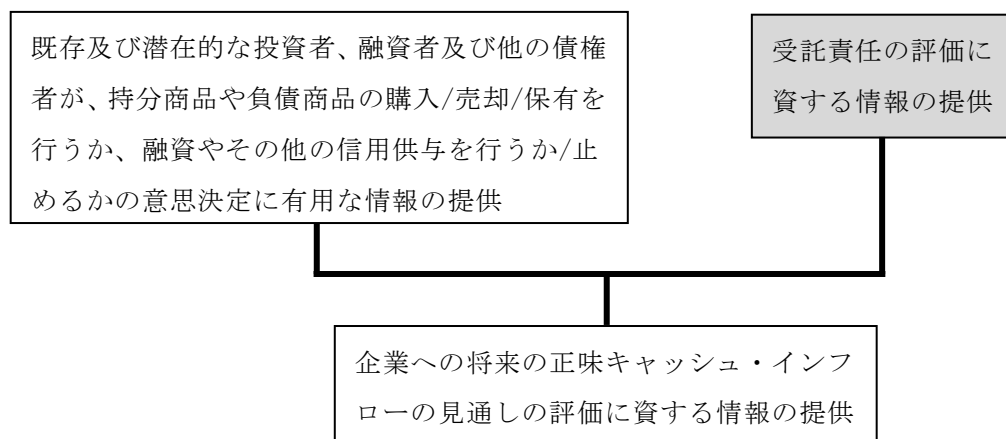 既存及び潜在的な投資者、融資者及び他の債権
者が、持分商品や負債商品の購入/売却/保有を
行うか、融資やその他の信用供与を行うか/止
めるかの意思決定に有用な情報の提供
受託責任の評価に
資する情報の提供
企業への将来の正味キャッシュ・インフ
ローの見通しの評価に資する情報の提供